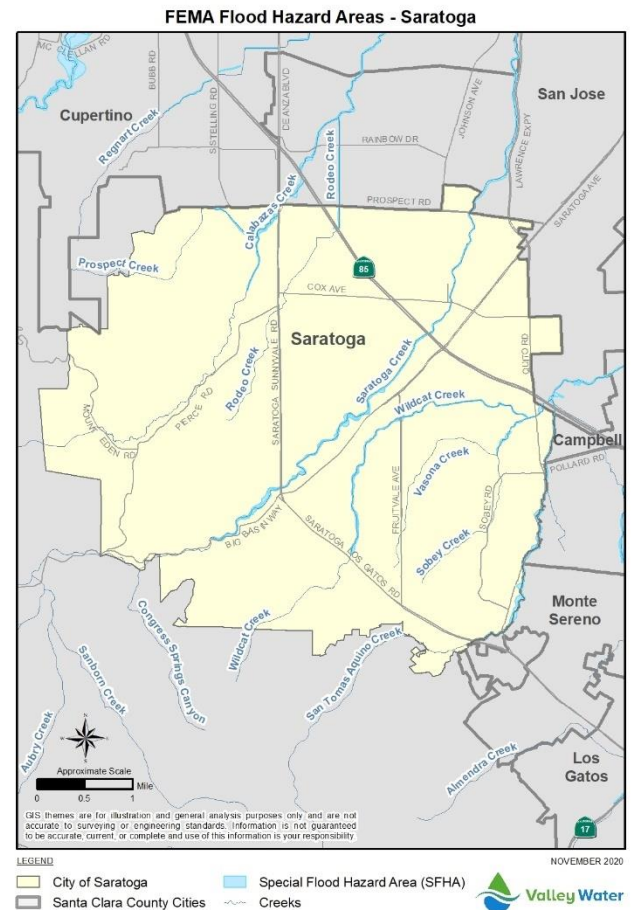 FEMA Flood Hazard Areas - Saratoga
MC CLELLAN RD
BUBB RD
S STELLING RD
DEANZA BLVD
JOHNSON AVE
San Jose
Cupertino
Regnart Creek
RAINBOW DR
LAWRENCE EXPY
Rodeo Creek
SARATOGA AVE
Calabazas Creek
PROSPECT RD
Prospect Creek
85
COX AVE
Saratoga
QUITO RD
SARATOGA SUNNYVALE RD
Rodeo Creek
Saratoga Creek
PERCE RD
MOUNT EDEN RD
Wildcat Creek
Campbell
POLLARD RD
FRUITVALE AVE
Vasona Creek
SOBEY RD
BIG BASIN WAY
SARATOGA LOS GATOS RD
Sobey Creek
Monte
Sereno
Congress Springs Canyon
Wildcat Creek
San Tomas Aquino Creek
Sanborn Creek
Aubry Creek
Almendra Creek
Los
Gatos
17
N
W
E
S
Approximate Scale
0 0.5 1 Mile
GIS themes are for illustration and general analysis purposes only and are not
accurate to surveying or engineering standards. Information is not guaranteed
to be accurate, current, or complete and use of this information is your responsibility.
LEGEND
NOVEMBER 2020
City of Saratoga
Special Flood Hazard Area (SFHA)
Santa Clara County Cities
Creeks
Valley Water